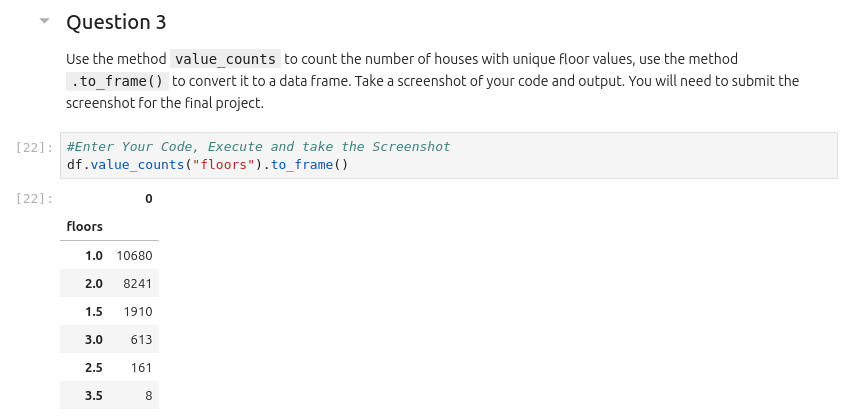 Question 3
Use the method value_counts to count the number of houses with unique floor values, use the method
.to_frame() to convert it to a data frame. Take a screenshot of your code and output. You will need to submit the
screenshot for the final project.
[22]: #Enter Your Code, Execute and take the Screenshot
df.value_counts("floors").to_frame()
[22]: 0
floors
1.0 10680
2.0 8241
1.5 1910
3.0 613
2.5 161
3.5 8